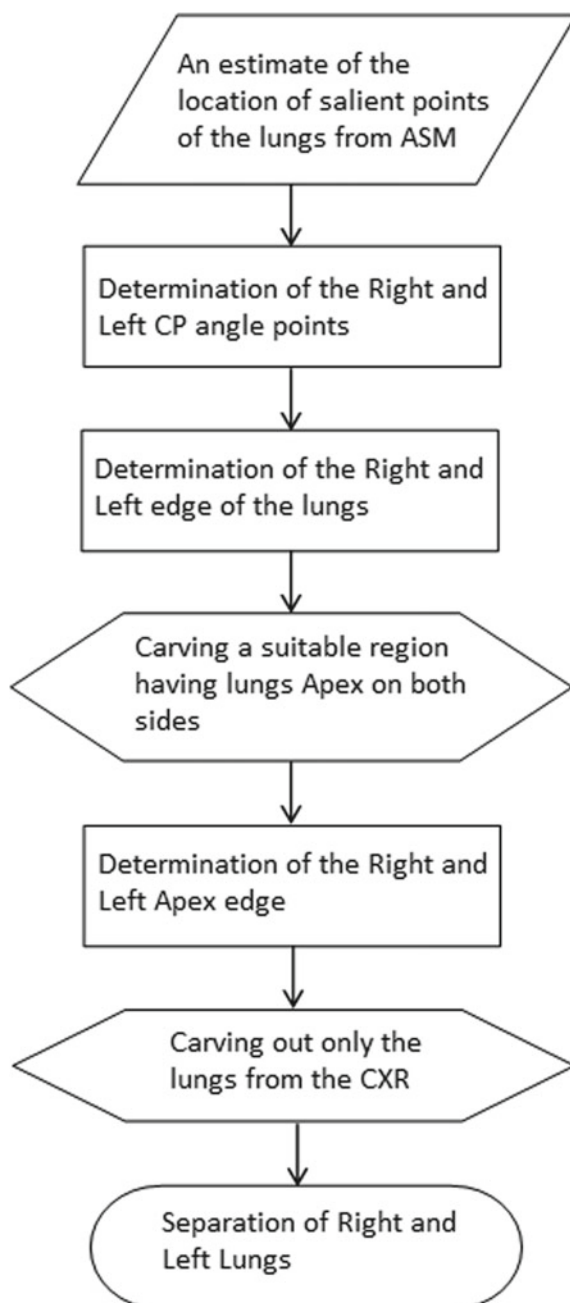 An estimate of the
location of salient points
of the lungs from ASM
Determination of the Right and
Left CP angle points
Determination of the Right and
Left edge of the lungs
Carving a suitable region
having lungs Apex on both
sides
Determination of the Right and
Left Apex edge
Carving out only the
lungs from the CXR
Separation of Right and
Left Lungs